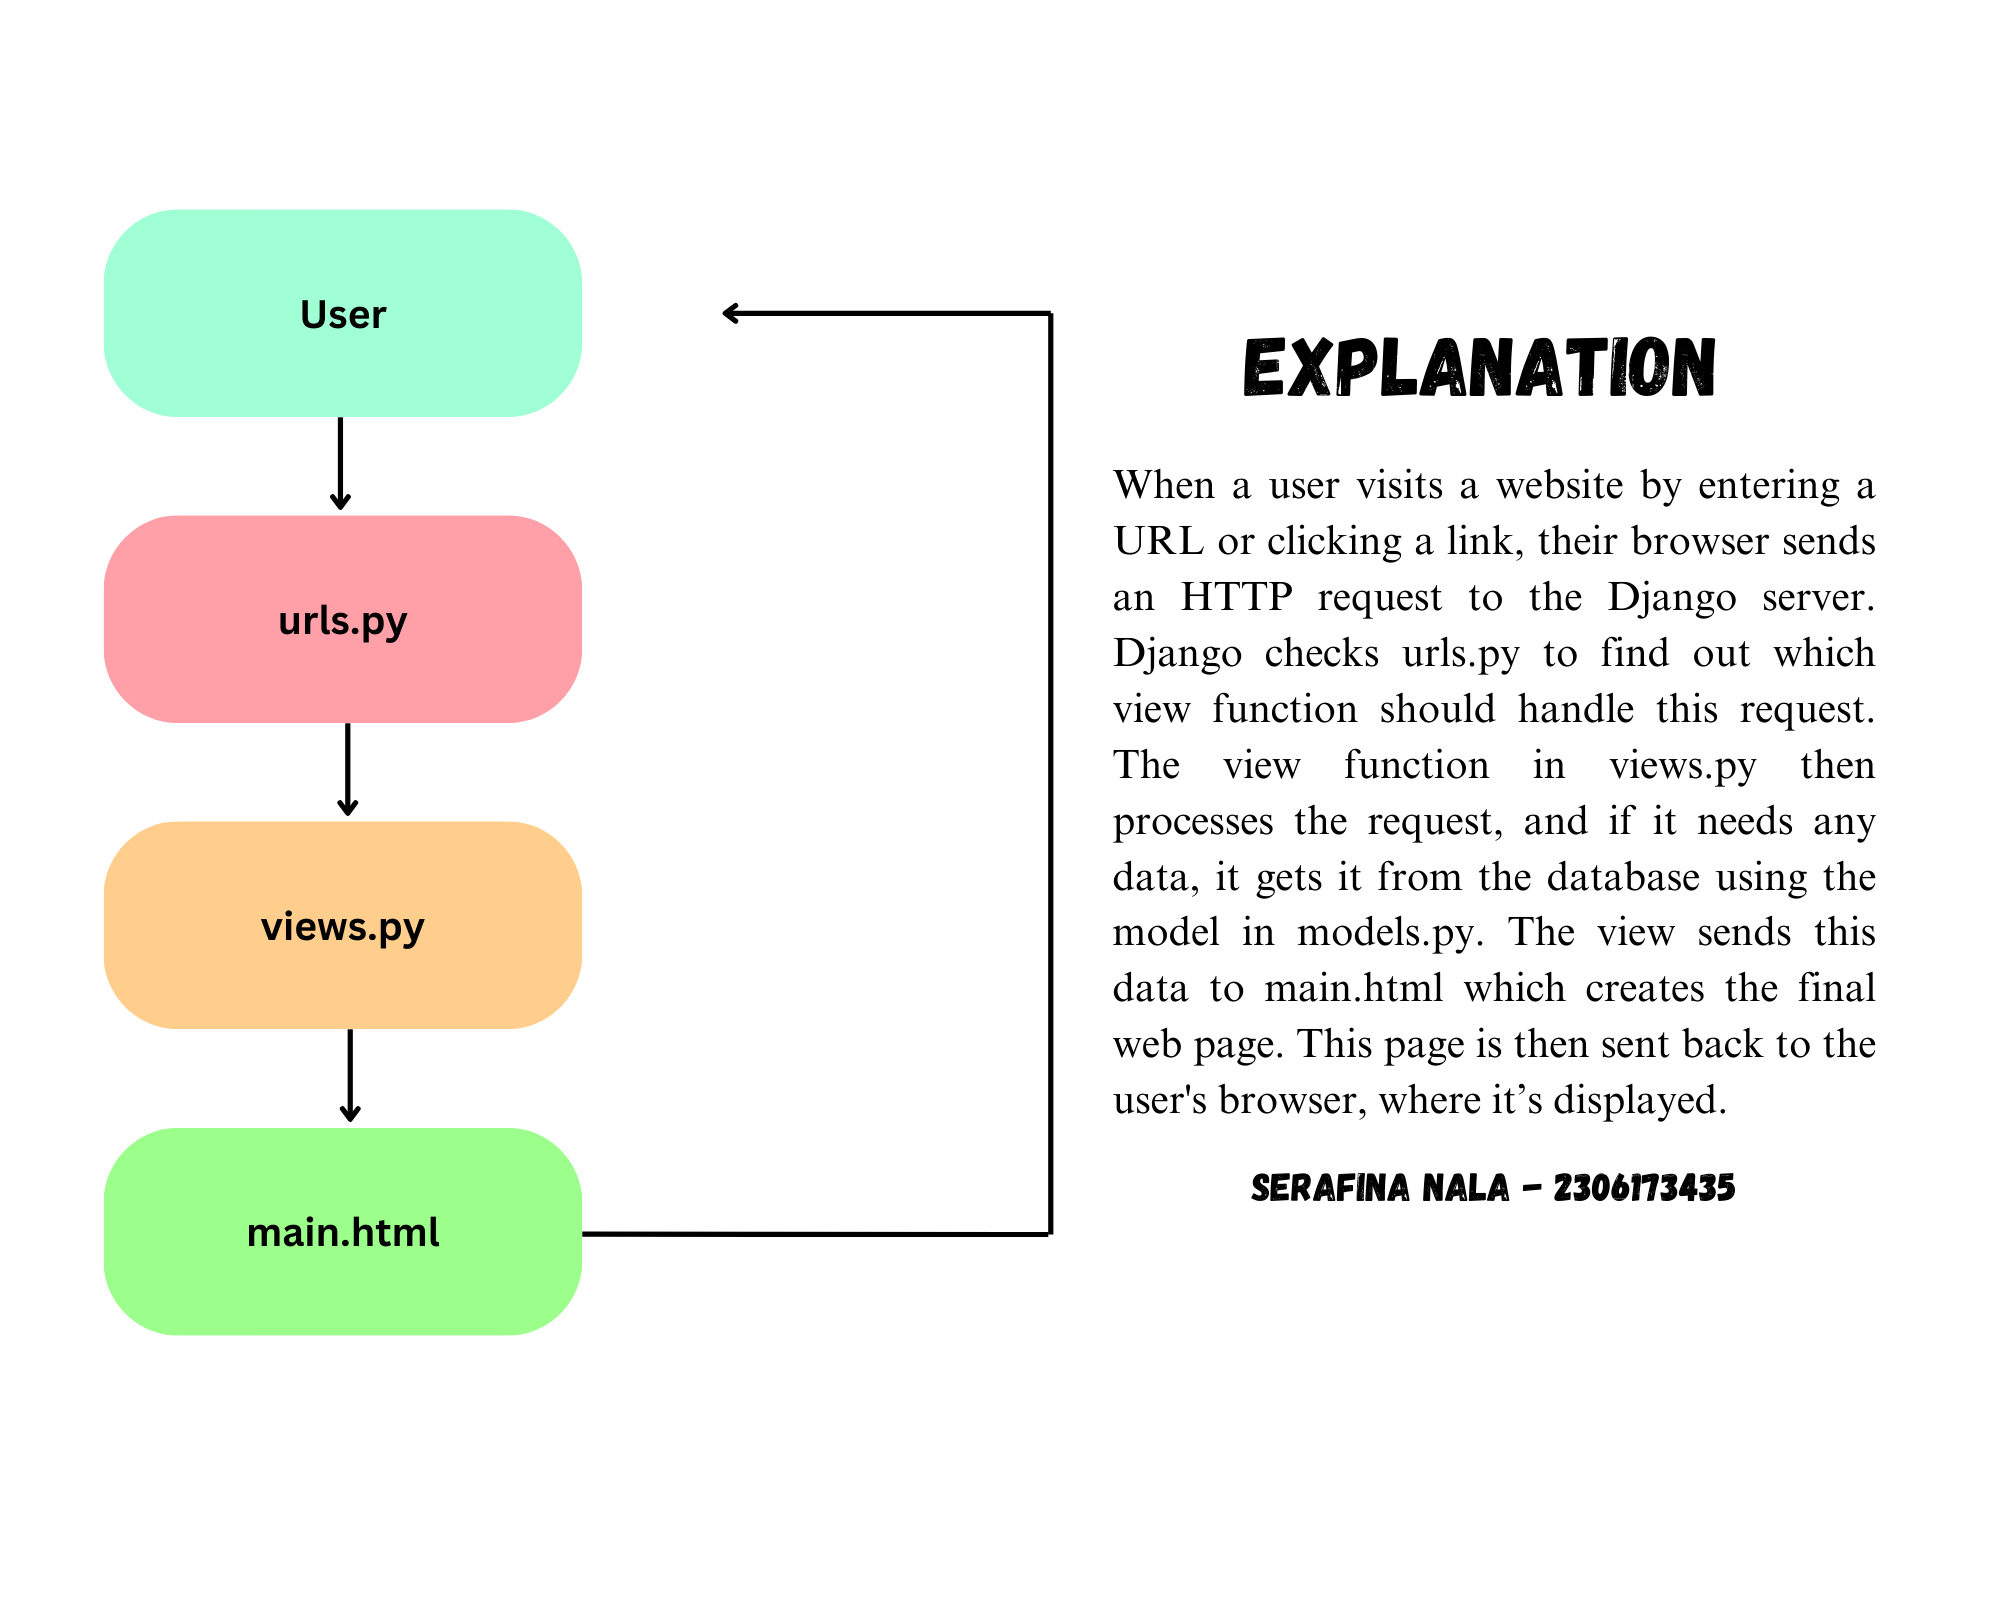 User
urls.py
views.py
main.html
EXPLANATION
When a user visits a website by entering a
URL or clicking a link, their browser sends
an HTTP request to the Django server.
Django checks urls.py to find out which
view function should handle this request.
The view function in views.py then
processes the request, and if it needs any
data, it gets it from the database using the
model in models.py. The view sends this
data to main.html which creates the final
web page. This page is then sent back to the
user's browser, where it’s displayed.
SERAFINA NALA - 2306173435